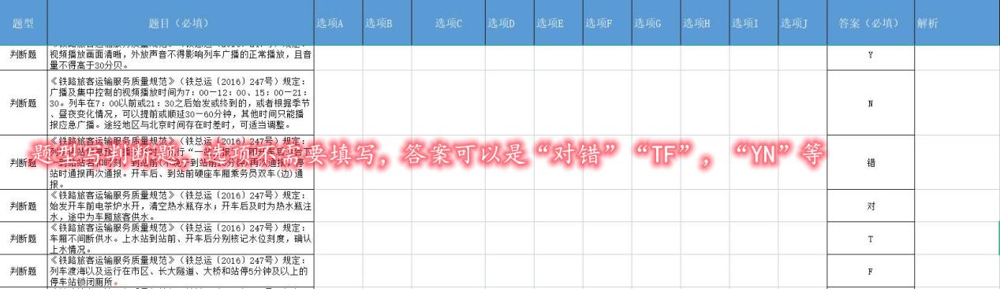 题型 题目（必填） 选项A 选项B 选项C 选项D 选项E 选项F 选项G 选项H 选项I 选项J 答案（必填） 解析
判断题
视频播放画面清晰，外放声音不得影响列车广播的正常播放，且音
量不得高于30分贝。
Y
判断题
《铁路旅客运输服务质量规范》（铁总运〔2016〕247号）规定：
广播及集中控制的视频播放时间为7：00—12：00、15：00—21：
30。列车在7：00以前或21：30之后始发或终到的，或者根据季节
、昼夜变化情况，可以提前或顺延30—60分钟，其他时间只能播
报应急广播。途经地区与北京时间存在时差时，可适当调整。
N
题型写判断题，选项不需要填写，答案可以是“对错”“TF”，“YN”等
判断题
《铁路旅客运输服务质量规范》（铁总运〔2016〕247号）规定：
站时通报再次通报。开车后、到站前硬座车厢乘务员双车(边)通
报。
错
判断题
《铁路旅客运输服务质量规范》（铁总运〔2016〕247号）规定：
始发开车前电茶炉水开，清空热水瓶存水；开车后及时为热水瓶注
水，途中为车厢旅客供水。
对
判断题
《铁路旅客运输服务质量规范》（铁总运〔2016〕247号）规定：
车厢不间断供水。上水站到站前、开车后分别核记水位刻度，确认
上水情况。
T
判断题
《铁路旅客运输服务质量规范》（铁总运〔2016〕247号）规定：
列车渡海以及运行在市区、长大隧道、大桥和站停5分钟及以上的
停车站锁闭厕所。
F